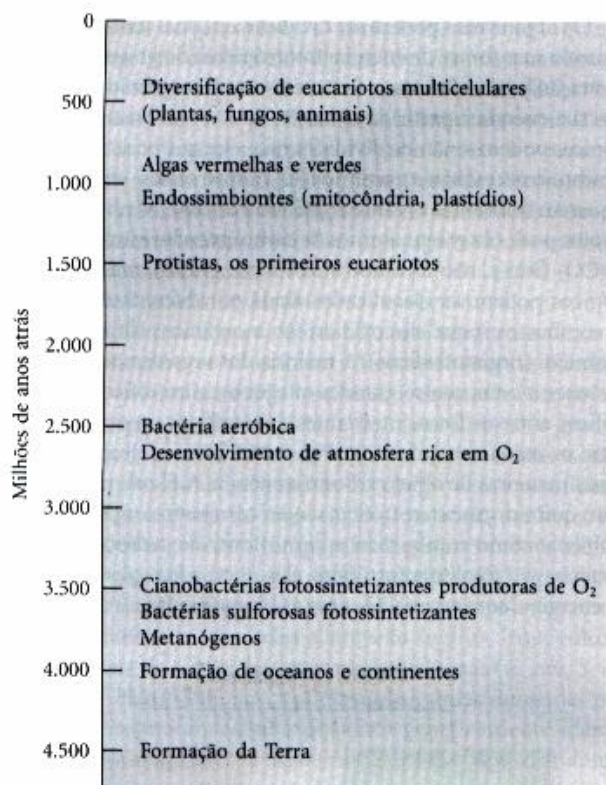 0
Diversificação de eucariotos multicelulares
500
(plantas, fungos, animais)
Algas vermelhas e verdes
1.000
Endossimbiontes (mitocôndria, plastídios)
1.500
Protistas, os primeiros eucariotos
2.000
2.500
Bactéria aeróbica
Desenvolvimento de atmosfera rica em O₂
3.000
3.500
Cianobactérias fotossintetizantes produtoras de O₂
Bactérias sulforosas fotossintetizantes
Metanógenos
4.000
Formação de oceanos e continentes
4.500
Formação da Terra
Milhões de anos atrás